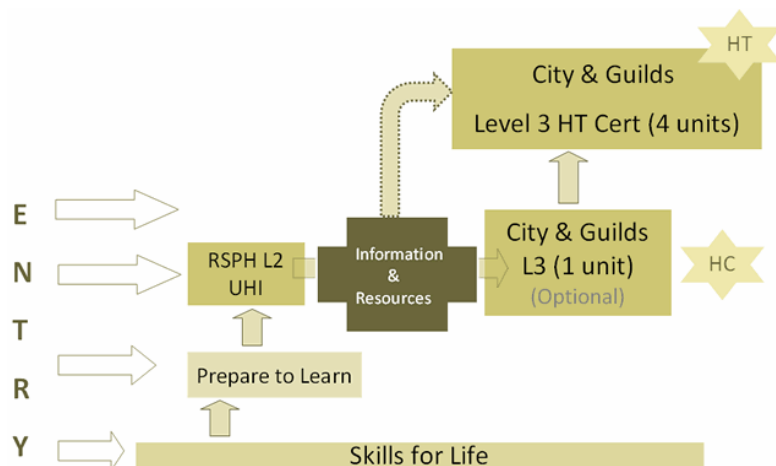 HT
City & Guilds
Level 3 HT Cert (4 units)
E
N
T
R
Y
RSPH L2
UHI
Information
&
Resources
City & Guilds
L3 (1 unit)
(Optional)
HC
Prepare to Learn
Skills for Life